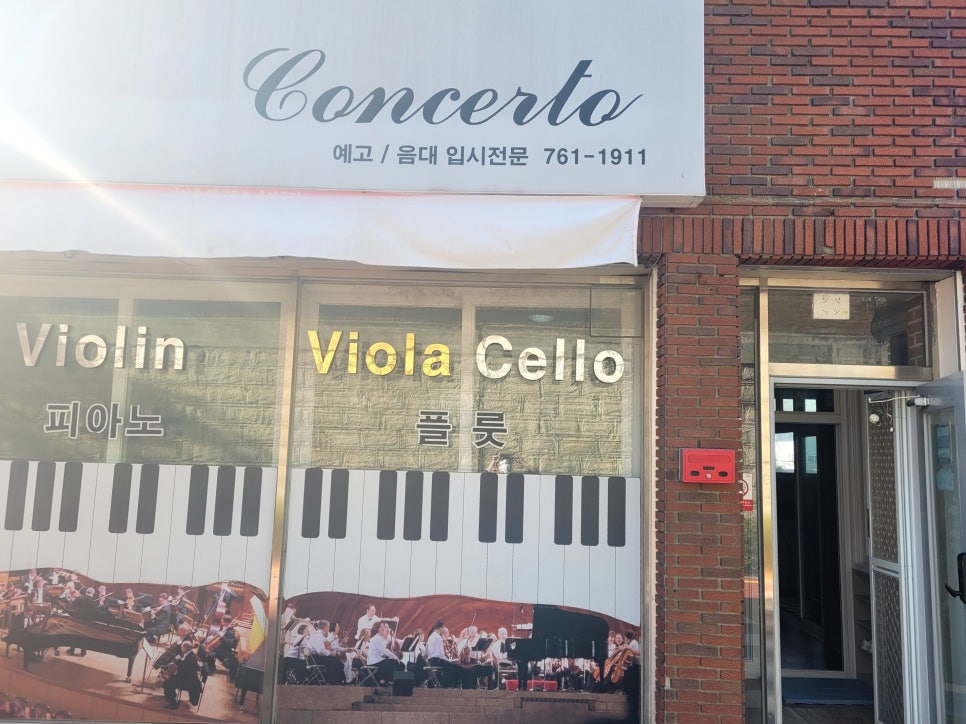 Concerto
예고 / 음대 입시전문 761-1911
Violin
Viola Cello
피아노
플룻